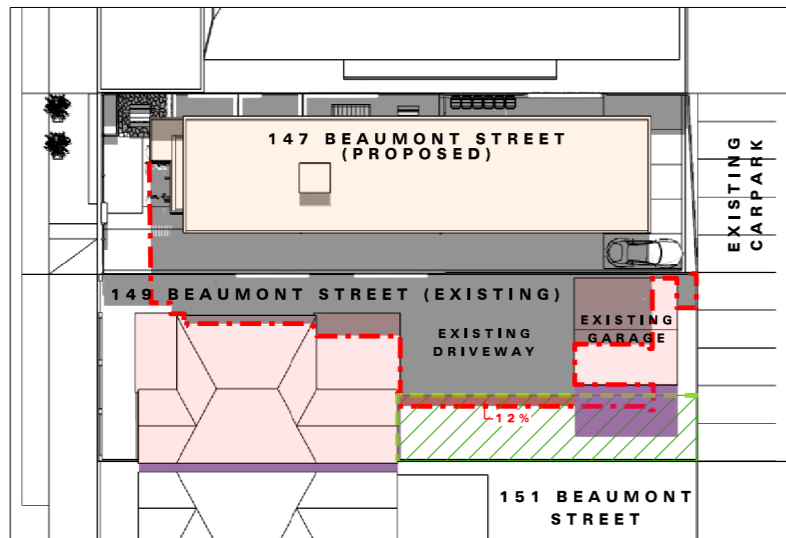 147 BEAUMONT STREET
(PROPOSED)
EXISTING
CARPARK
149 BEAUMONT STREET (EXISTING)
EXISTING
DRIVEWAY
EXISTING
GARAGE
12%
151 BEAUMONT
STREET